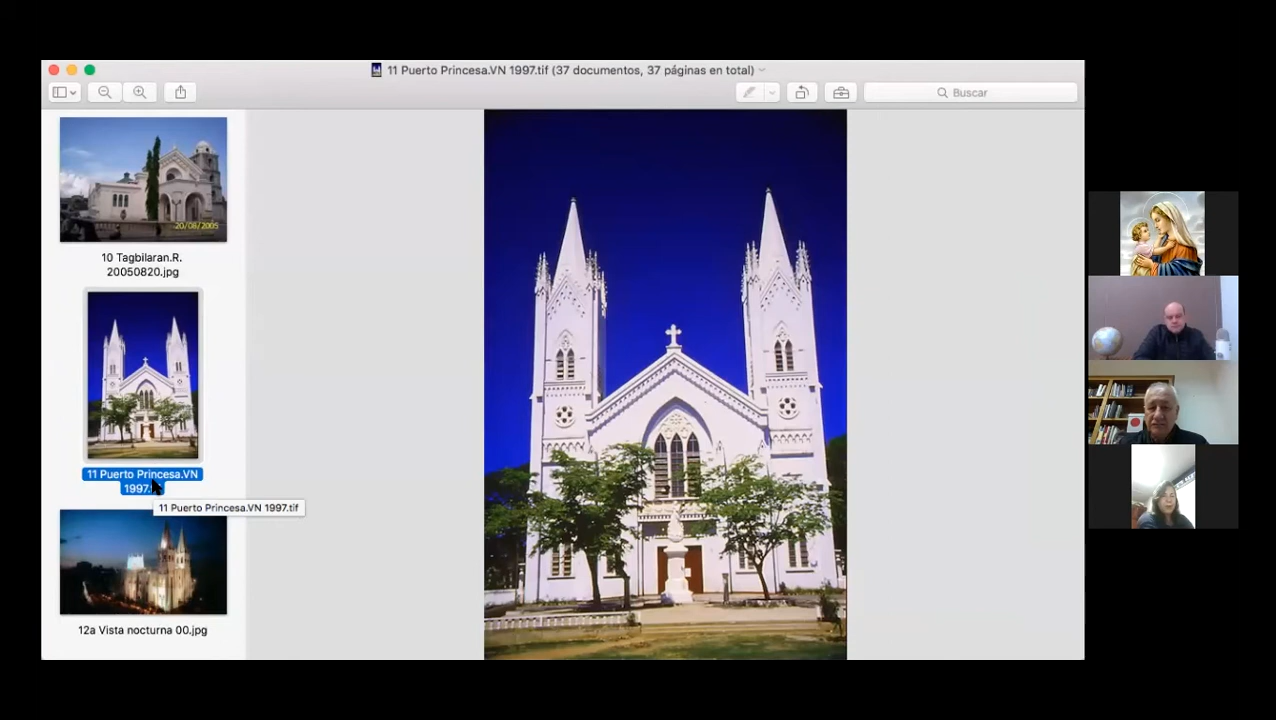 11 Puerto Princesa.VN 1997.tif (37 documentos, 37 páginas en total)
Buscar
20/08/2005
10 Tagbilaran.R.
20050820.jpg
11 Puerto Princesa.VN
1997.t
11 Puerto Princesa.VN 1997.tif
12a Vista nocturna 00.jpg